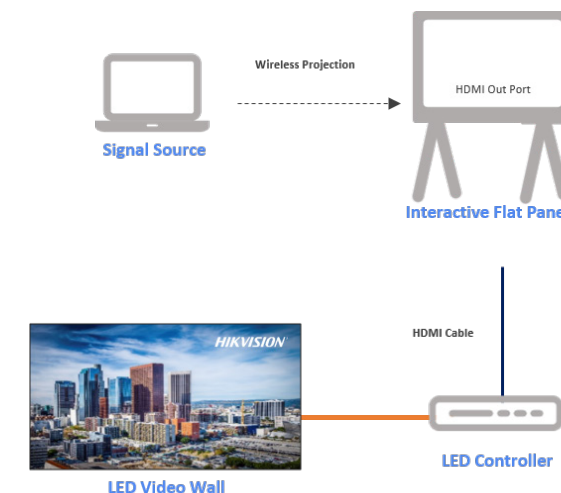 Wireless Projection
HDMI Out Port
Signal Source
Interactive Flat Pane
HDMI Cable
HIKVISION
LED Controller
LED Video Wall